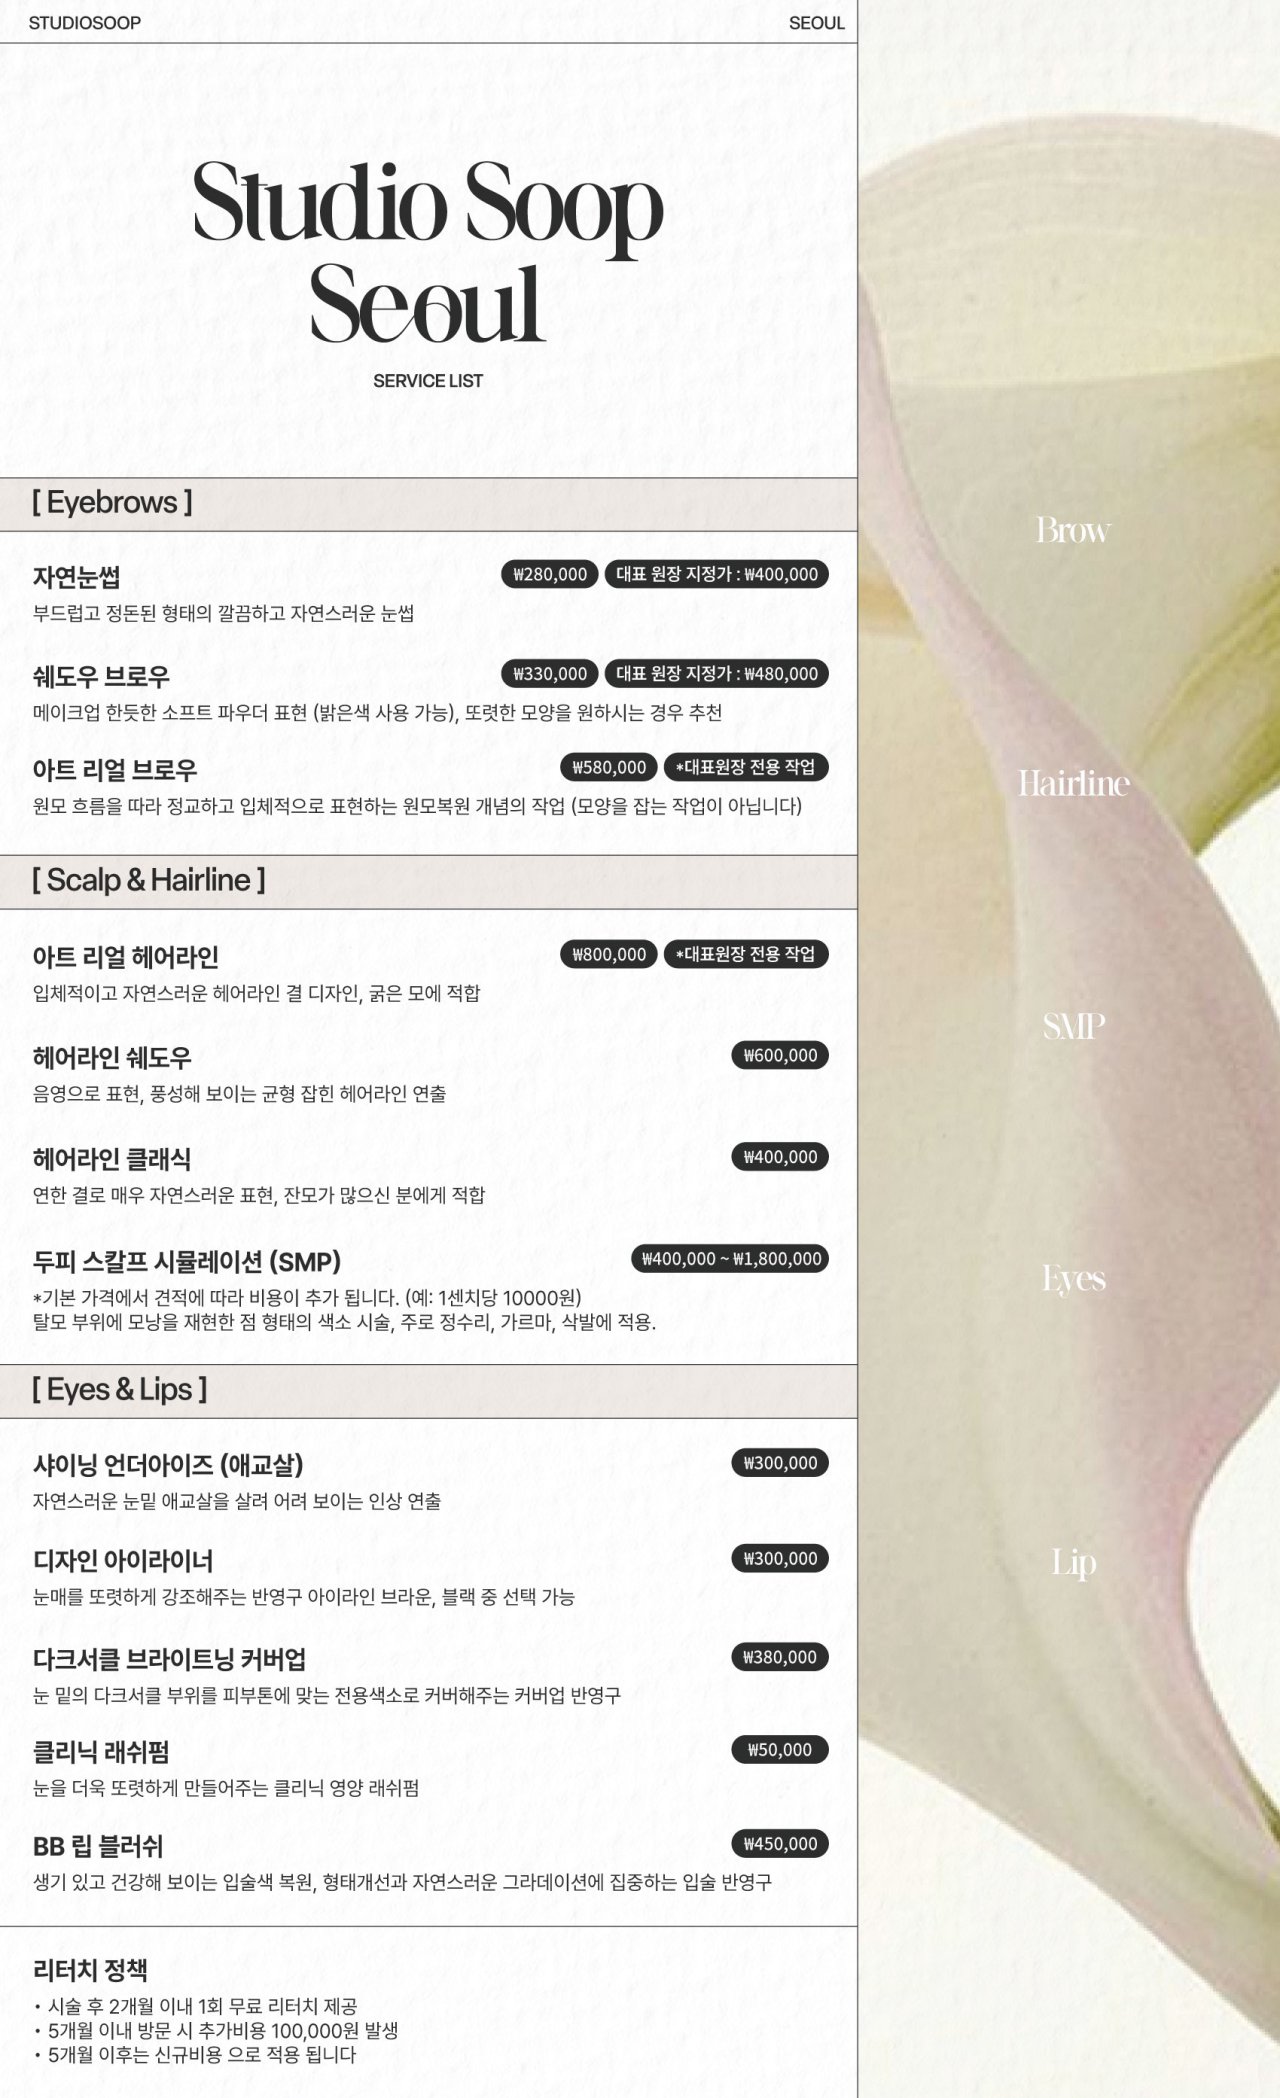 STUDIOSOOP
SEOUL
Studio Soop
Seoul
SERVICE LIST
[ Eyebrows ]
자연눈썹 ₩280,000 대표 원장 지정가 : ₩400,000
부드럽고 정돈된 형태의 깔끔하고 자연스러운 눈썹
쉐도우 브로우 ₩330,000 대표 원장 지정가 : ₩480,000
메이크업 한듯한 소프트 파우더 표현 (밝은색 사용 가능), 또렷한 모양을 원하시는 경우 추천
아트 리얼 브로우 ₩580,000 *대표원장 전용 작업
원모 흐름을 따라 정교하고 입체적으로 표현하는 원모복원 개념의 작업 (모양을 잡는 작업이 아닙니다)
[ Scalp & Hairline ]
아트 리얼 헤어라인 ₩800,000 *대표원장 전용 작업
입체적이고 자연스러운 헤어라인 결 디자인, 굵은 모에 적합
헤어라인 쉐도우 ₩600,000
음영으로 표현, 풍성해 보이는 균형 잡힌 헤어라인 연출
헤어라인 클래식 ₩400,000
연한 결로 매우 자연스러운 표현, 잔모가 많으신 분에게 적합
두피 스칼프 시뮬레이션 (SMP) ₩400,000 ~ ₩1,800,000
*기본 가격에서 견적에 따라 비용이 추가 됩니다. (예: 1센치당 10000원)
탈모 부위에 모낭을 재현한 점 형태의 색소 시술, 주로 정수리, 가르마, 삭발에 적용.
[ Eyes & Lips ]
샤이닝 언더아이즈 (애교살) ₩300,000
자연스러운 눈밑 애교살을 살려 어려 보이는 인상 연출
디자인 아이라이너 ₩300,000
눈매를 또렷하게 강조해주는 반영구 아이라인 브라운, 블랙 중 선택 가능
다크서클 브라이트닝 커버업 ₩380,000
눈 밑의 다크서클 부위를 피부톤에 맞는 전용색소로 커버해주는 커버업 반영구
클리닉 래쉬펌 ₩50,000
눈을 더욱 또렷하게 만들어주는 클리닉 영양 래쉬펌
BB 립 블러쉬 ₩450,000
생기 있고 건강해 보이는 입술색 복원, 형태개선과 자연스러운 그라데이션에 집중하는 입술 반영구
리터치 정책
• 시술 후 2개월 이내 1회 무료 리터치 제공
• 5개월 이내 방문 시 추가비용 100,000원 발생
• 5개월 이후는 신규비용 으로 적용 됩니다
Brow
Hairline
SMP
Eyes
Lip